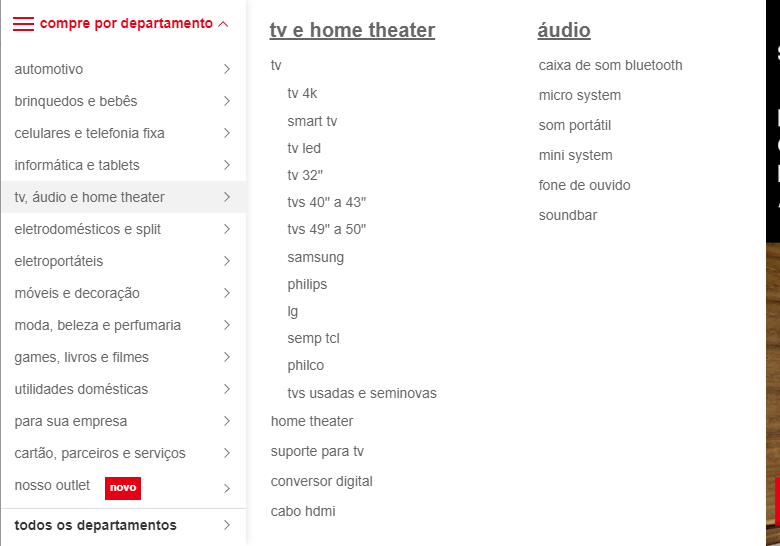 compre por departamento
automotivo
brinquedos e bebês
celulares e telefonia fixa
informática e tablets
tv, áudio e home theater
eletrodomésticos e split
eletroportáteis
móveis e decoração
moda, beleza e perfumaria
games, livros e filmes
utilidades domésticas
para sua empresa
cartão, parceiros e serviços
nosso outlet novo
todos os departamentos
tv e home theater
tv
tv 4k
smart tv
tv led
tv 32"
tvs 40" a 43"
tvs 49" a 50"
samsung
philips
lg
semp tcl
philco
tvs usadas e seminovas
home theater
suporte para tv
conversor digital
cabo hdmi
áudio
caixa de som bluetooth
micro system
som portátil
mini system
fone de ouvido
soundbar